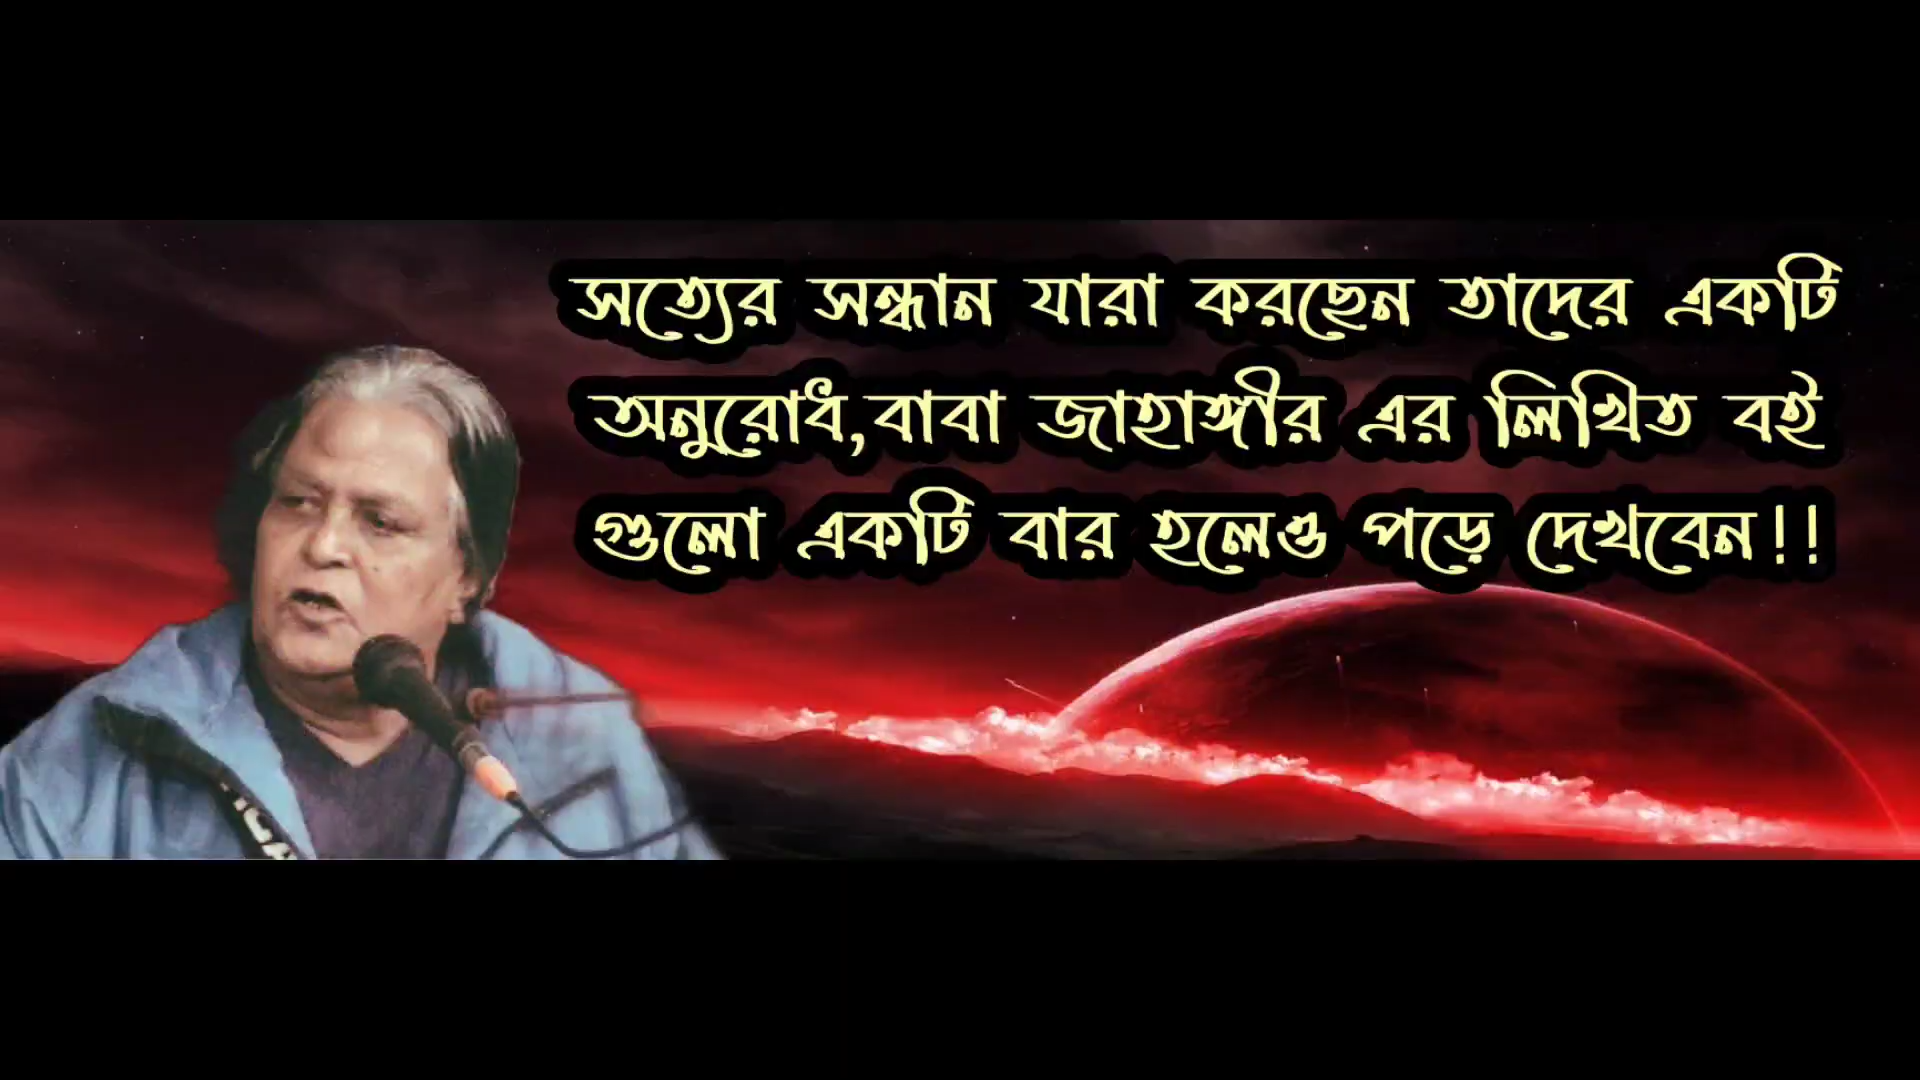 সত্যের সন্ধান যারা করছেন তাদের একটি
অনুরোধ,বাবা জাহাঙ্গীর এর লিখিত বই
গুলো একটি বার হলেও পড়ে দেখবেন!!